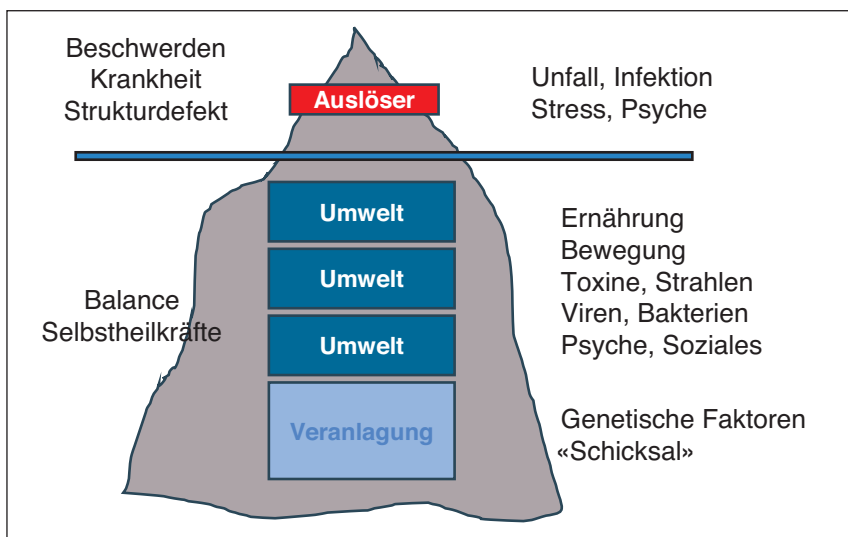 Beschwerden
Krankheit
Strukturdefekt
Auslöser
Unfall, Infektion
Stress, Psyche
Umwelt
Umwelt
Umwelt
Balance
Selbstheilkräfte
Ernährung
Bewegung
Toxine, Strahlen
Viren, Bakterien
Psyche, Soziales
Veranlagung
Genetische Faktoren
«Schicksal»